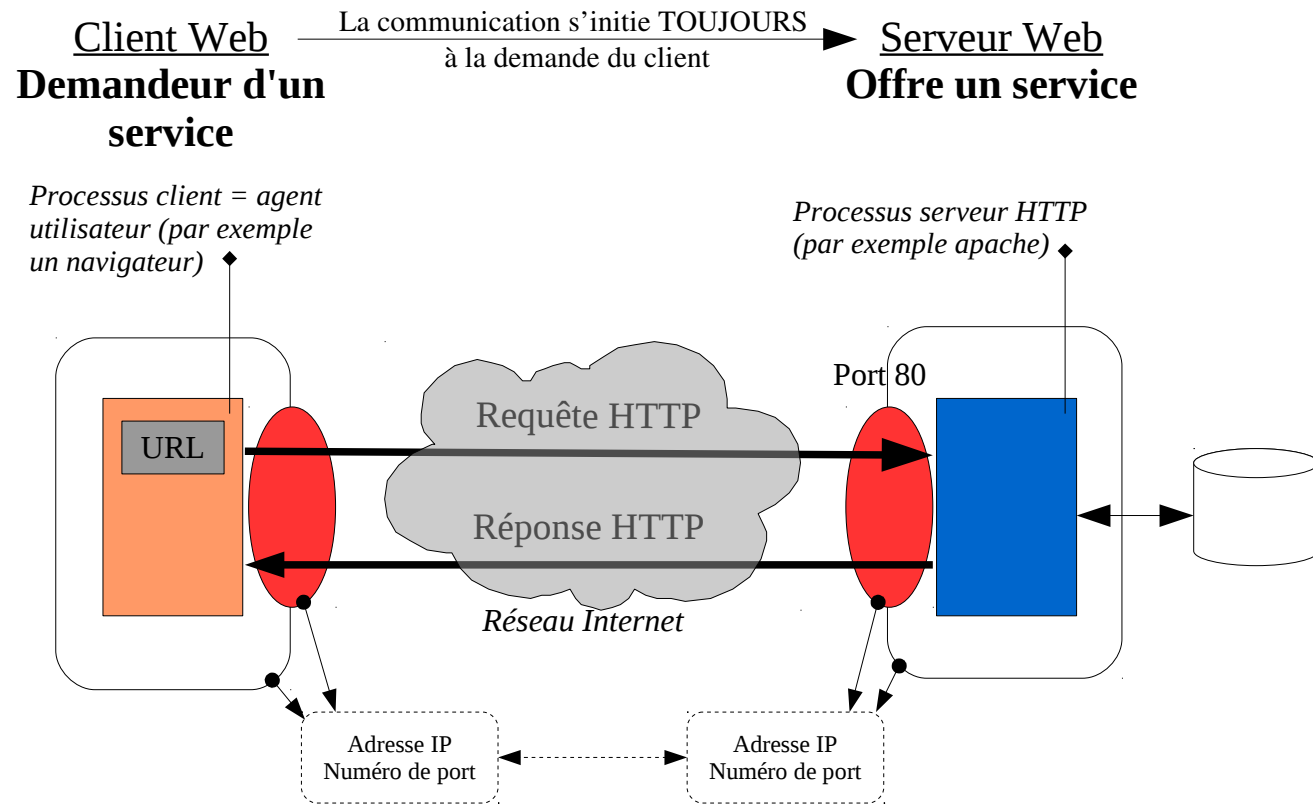 Client Web
La communication s’initie TOUJOURS
à la demande du client
Serveur Web
Demandeur d'un
service
Offre un service
Processus client = agent
utilisateur (par exemple
un navigateur)
Processus serveur HTTP
(par exemple apache)
Port 80
URL
Requête HTTP
Réponse HTTP
Réseau Internet
Adresse IP
Numéro de port
Adresse IP
Numéro de port